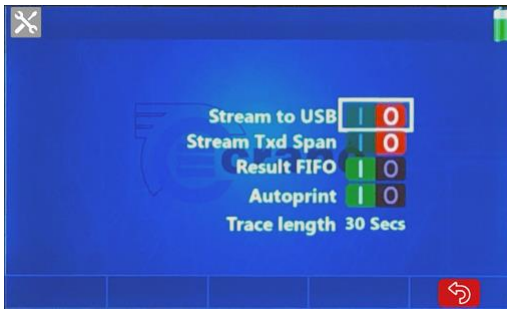 Stream to USB I O
Stream Txd Span I O
Result FIFO I O
Autoprint I O
Trace length 30 Secs